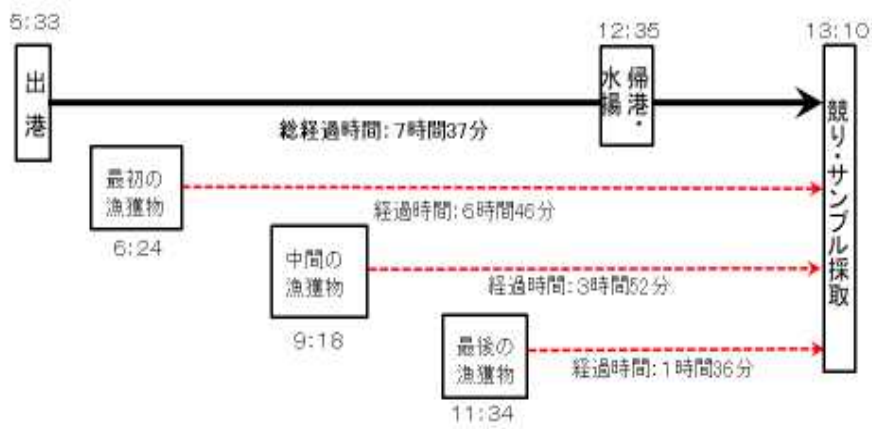 5:33
12:35
13:10
出港
帰港・
水揚
競り・サンプル採取
総経過時間:7時間37分
最初の
漁獲物
経過時間:6時間46分
6:24
中間の
漁獲物
経過時間:3時間52分
9:18
最後の
漁獲物
経過時間:1時間36分
11:34